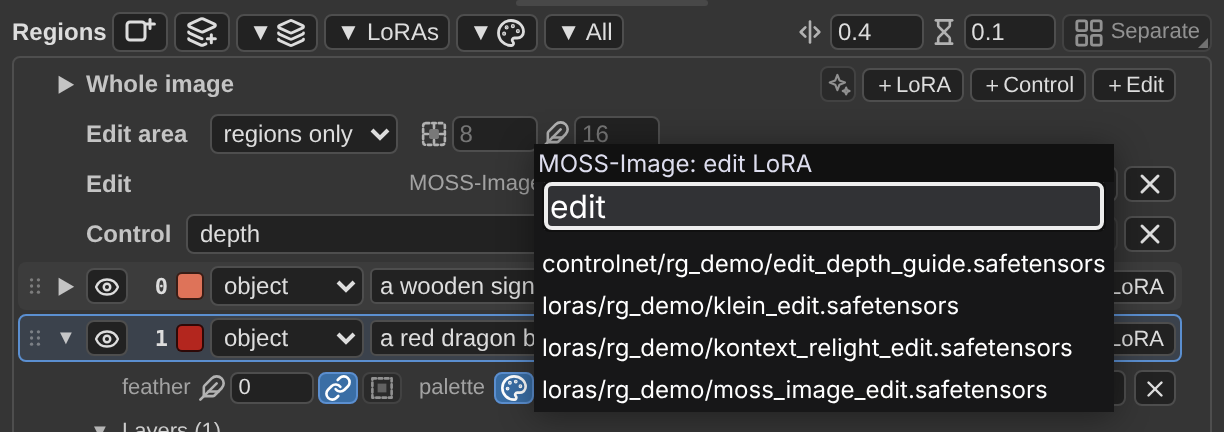 Regions ▼ ▼ LoRAs ▼ ▼ All 0.4 0.1 Separate
▶ Whole image + LoRA + Control + Edit
Edit area regions only 8 16
MOSS-Image: edit LoRA
Edit MOSS-Image
edit
Control depth
controlnet/rg_demo/edit_depth_guide.safetensors
▶ 0 object a wooden sign LoRA
loras/rg_demo/klein_edit.safetensors
▼ 1 object a red dragon LoRA
loras/rg_demo/kontext_relight_edit.safetensors
feather 0 palette
loras/rg_demo/moss_image_edit.safetensors
Layers (1)